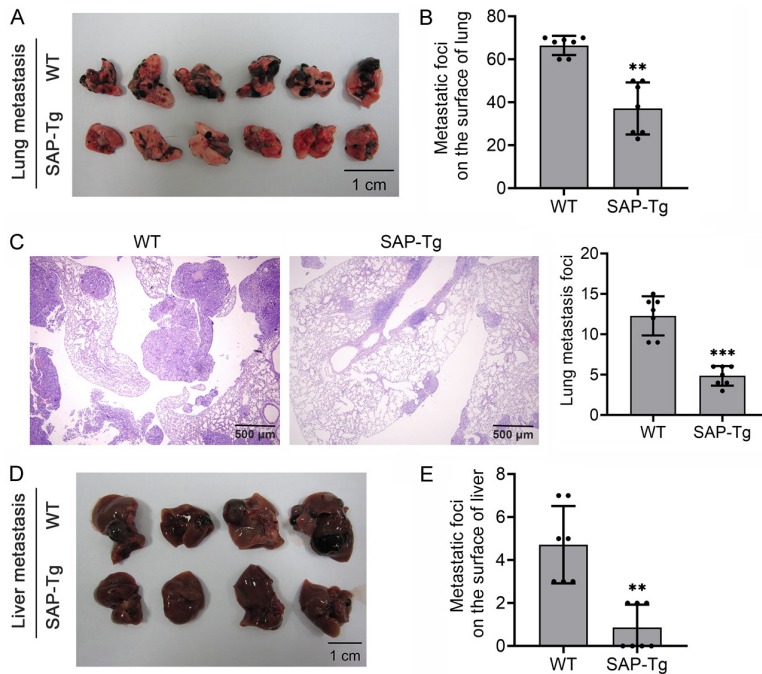 A
Lung metastasis
WT
SAP-Tg
1 cm
B
Metastatic foci
on the surface of lung
80
60
40
20
0
**
WT
SAP-Tg
C
WT
SAP-Tg
500 μm
500 μm
Lung metastasis foci
20
15
10
5
0
***
WT
SAP-Tg
D
Liver metastasis
WT
SAP-Tg
1 cm
E
Metastatic foci
on the surface of liver
8
6
4
2
0
**
WT
SAP-Tg